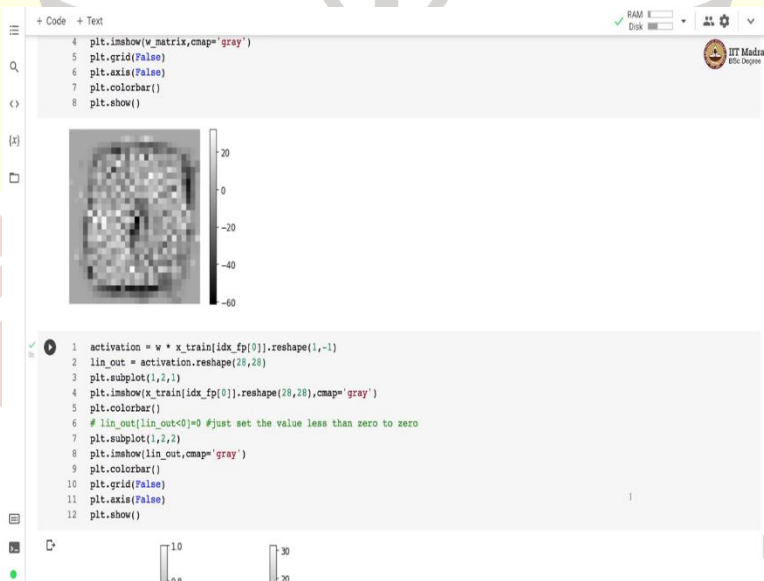 + Code + Text
RAM
Disk
IIT Madra
BSc Degree
4 plt.imshow(w_matrix,cmap='gray')
5 plt.grid(False)
6 plt.axis(False)
7 plt.colorbar()
8 plt.show()
{x}
20
0
−20
−40
−60
1 activation = w * x_train[idx_fp[0]].reshape(1,-1)
2 lin_out = activation.reshape(28,28)
3 plt.subplot(1,2,1)
4 plt.imshow(x_train[idx_fp[0]].reshape(28,28),cmap='gray')
5 plt.colorbar()
6 # lin_out[lin_out<0]=0 #just set the value less than zero to zero
7 plt.subplot(1,2,2)
8 plt.imshow(lin_out,cmap='gray')
9 plt.colorbar()
10 plt.grid(False)
11 plt.axis(False)
12 plt.show()
1.0 30
0.8 20